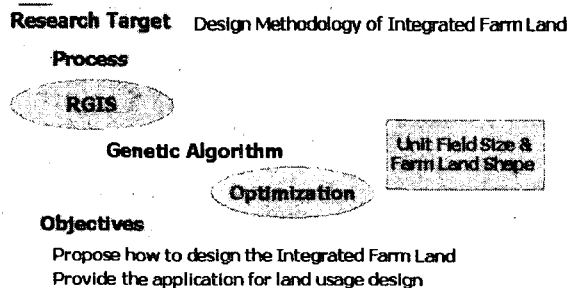 Research Target Design Methodology of Integrated Farm Land
Process
RGIS
Genetic Algorithm
Unit Field Size &
Farm Land Shape
Optimization
Objectives
Propose how to design the Integrated Farm Land
Provide the application for land usage design